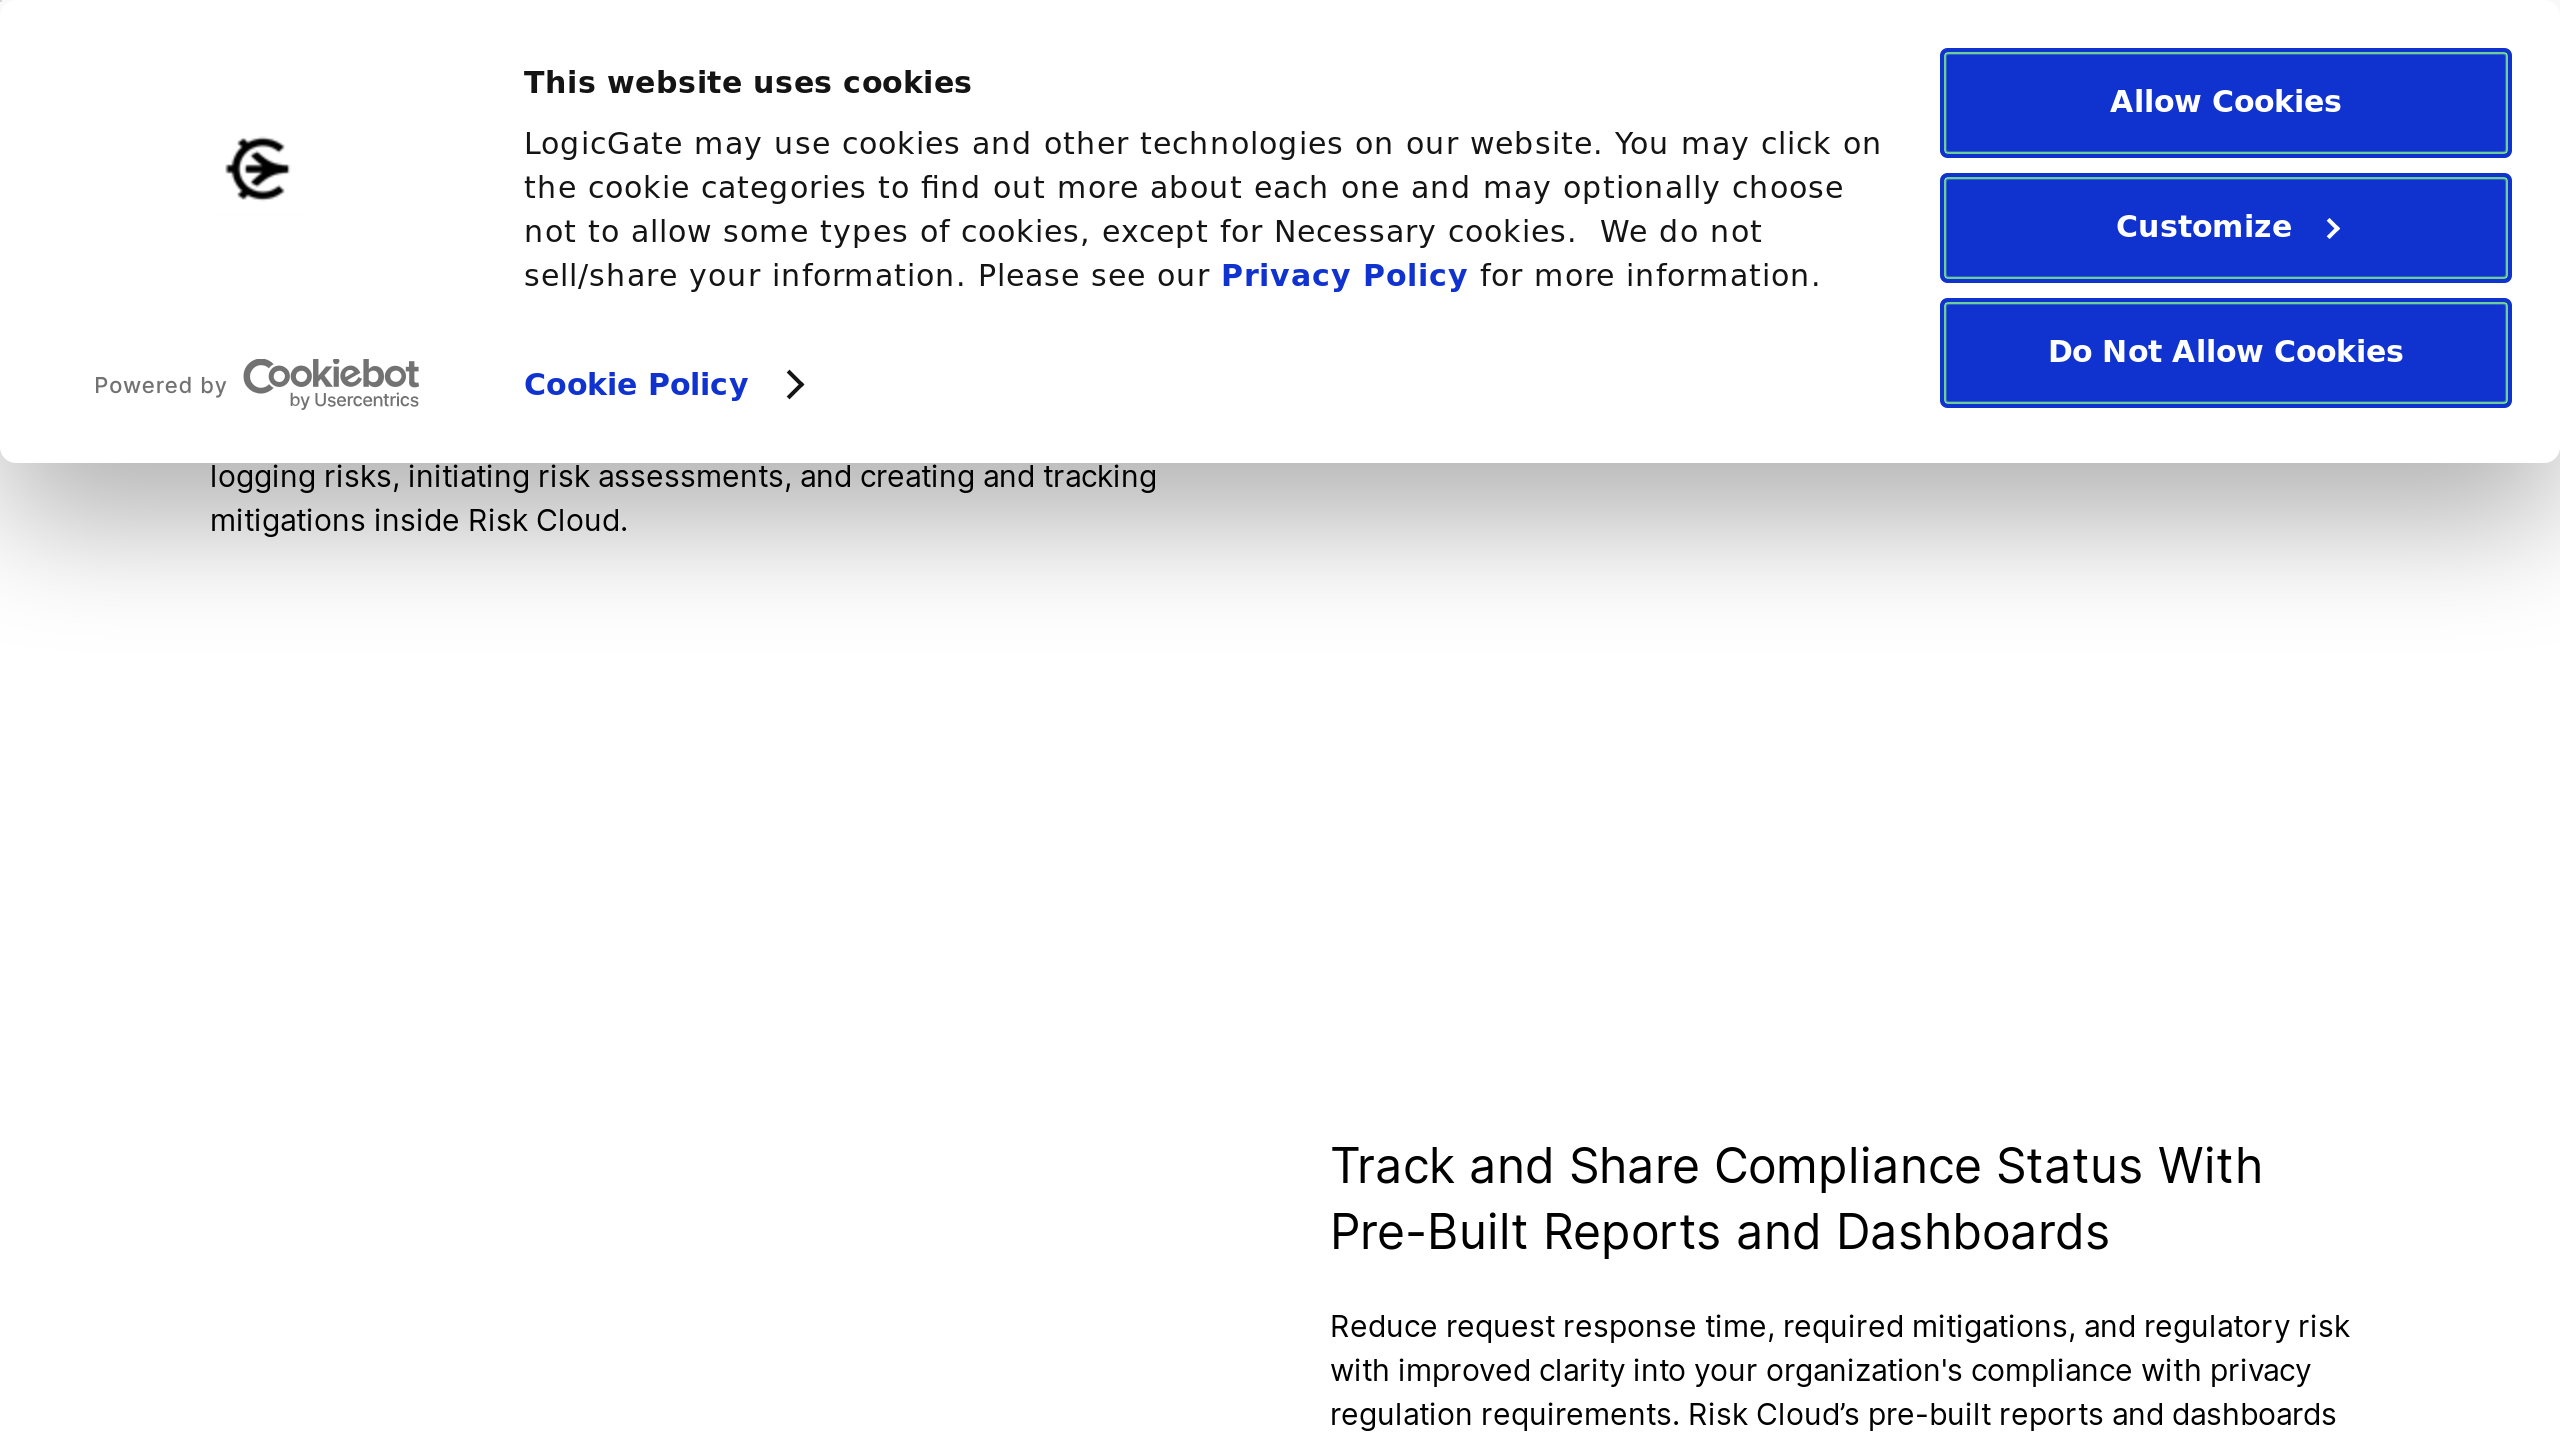 This website uses cookies
LogicGate may use cookies and other technologies on our website. You may click on
the cookie categories to find out more about each one and may optionally choose
not to allow some types of cookies, except for Necessary cookies.  We do not
sell/share your information. Please see our Privacy Policy for more information.
Cookie Policy
Powered by Cookiebot
by Usercentrics
Allow Cookies
Customize
Do Not Allow Cookies
logging risks, initiating risk assessments, and creating and tracking
mitigations inside Risk Cloud.
Track and Share Compliance Status With
Pre-Built Reports and Dashboards
Reduce request response time, required mitigations, and regulatory risk
with improved clarity into your organization's compliance with privacy
regulation requirements. Risk Cloud’s pre-built reports and dashboards